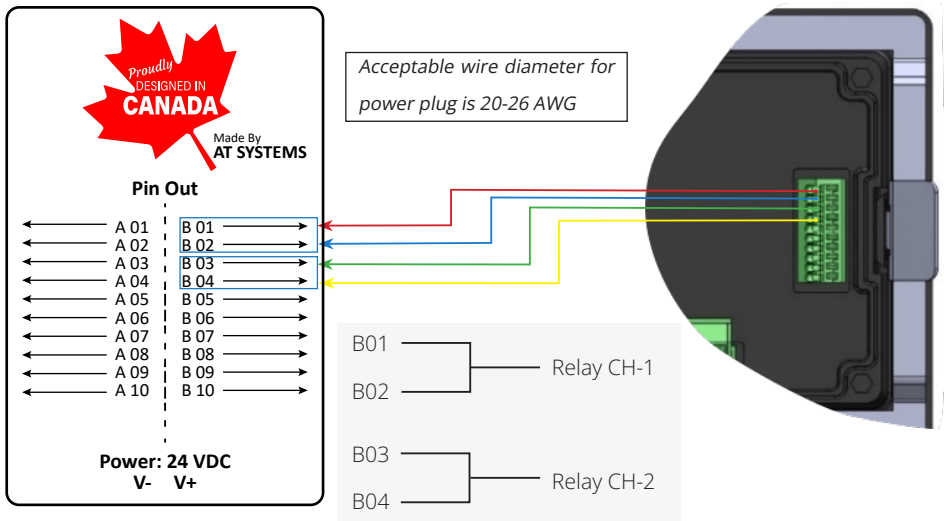 Proudly
DESIGNED IN
CANADA
Made By
AT SYSTEMS
Pin Out
A 01 B 01
A 02 B 02
A 03 B 03
A 04 B 04
A 05 B 05
A 06 B 06
A 07 B 07
A 08 B 08
A 09 B 09
A 10 B 10
Power: 24 VDC
V- V+
Acceptable wire diameter for
power plug is 20-26 AWG
B01
Relay CH-1
B02
B03
Relay CH-2
B04